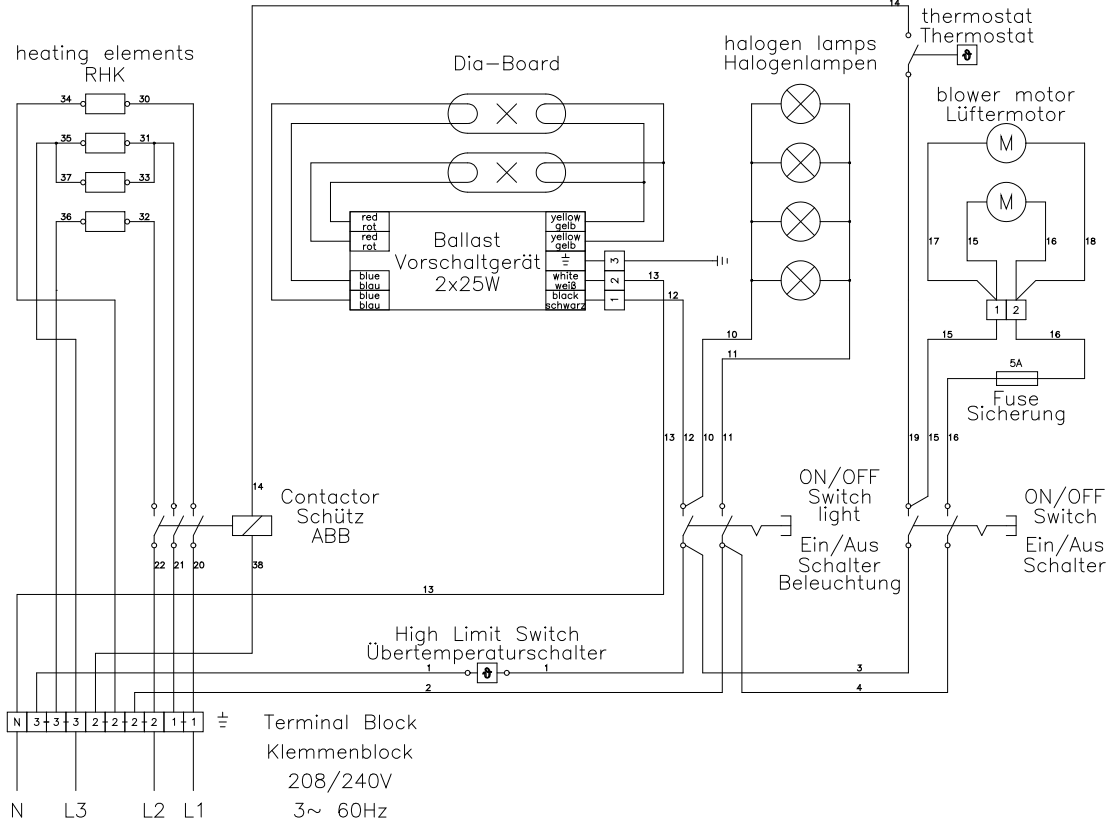 14
thermostat
Thermostat
ϑ
heating elements
RHK
34
30
35
31
37
33
36
32
Dia-Board
halogen lamps
Halogenlampen
blower motor
Lüftermotor
M
M
17
15
16
18
red
rot
red
rot
blue
blau
blue
blau
Ballast
Vorschaltgerät
2x25W
yellow
gelb
yellow
gelb
white
weiß
black
schwarz
3
2
1
13
12
10
11
1 2
15
16
5A
Fuse
Sicherung
13 12 10 11
19 15 16
14
Contactor
Schütz
ABB
22 21 20
38
ON/OFF
Switch
light
Ein/Aus
Schalter
Beleuchtung
ON/OFF
Switch
Ein/Aus
Schalter
13
High Limit Switch
Übertemperaturschalter
1
ϑ
1
3
2
4
N 3 3 3 2 2 2 2 1 1
Terminal Block
Klemmenblock
208/240V
3~ 60Hz
N L3 L2 L1